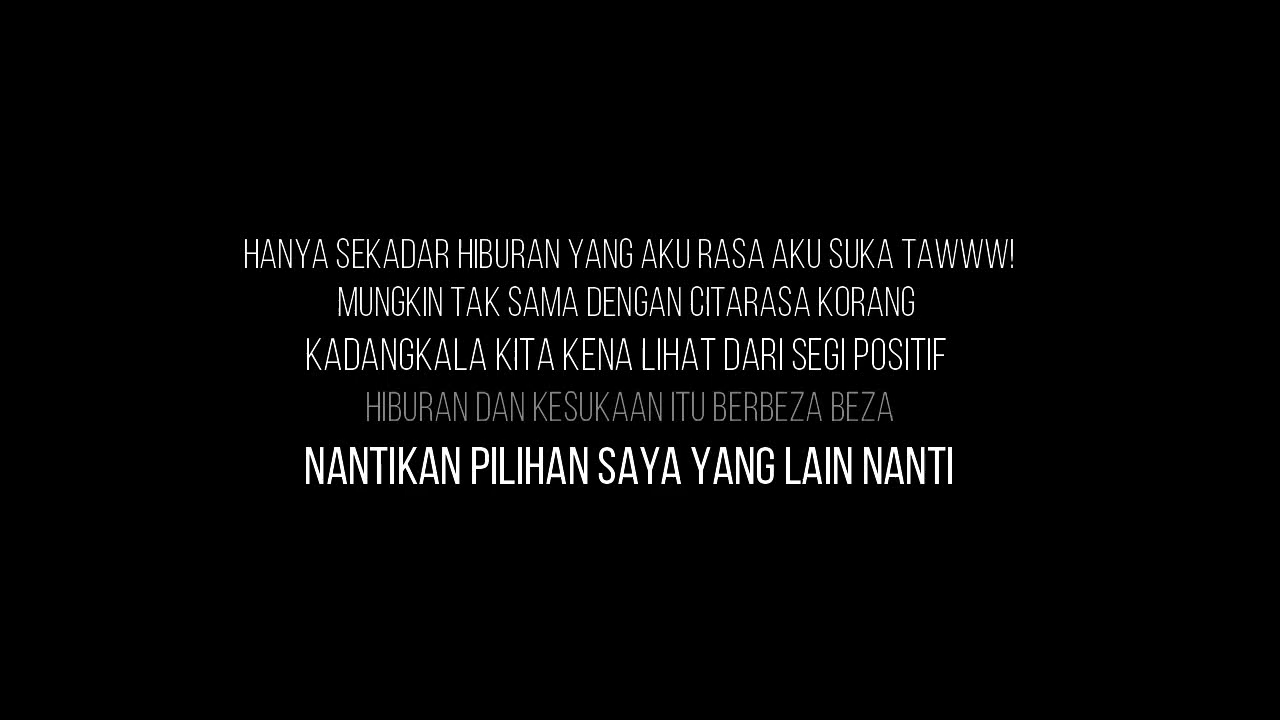 HANYA SEKADAR HIBURAN YANG AKU RASA AKU SUKA TAWWW!
MUNGKIN TAK SAMA DENGAN CITARASA KORANG
KADANGKALA KITA KENA LIHAT DARI SEGI POSITIF
HIBURAN DAN KESUKAAN ITU BERBEZA BEZA
NANTIKAN PILIHAN SAYA YANG LAIN NANTI